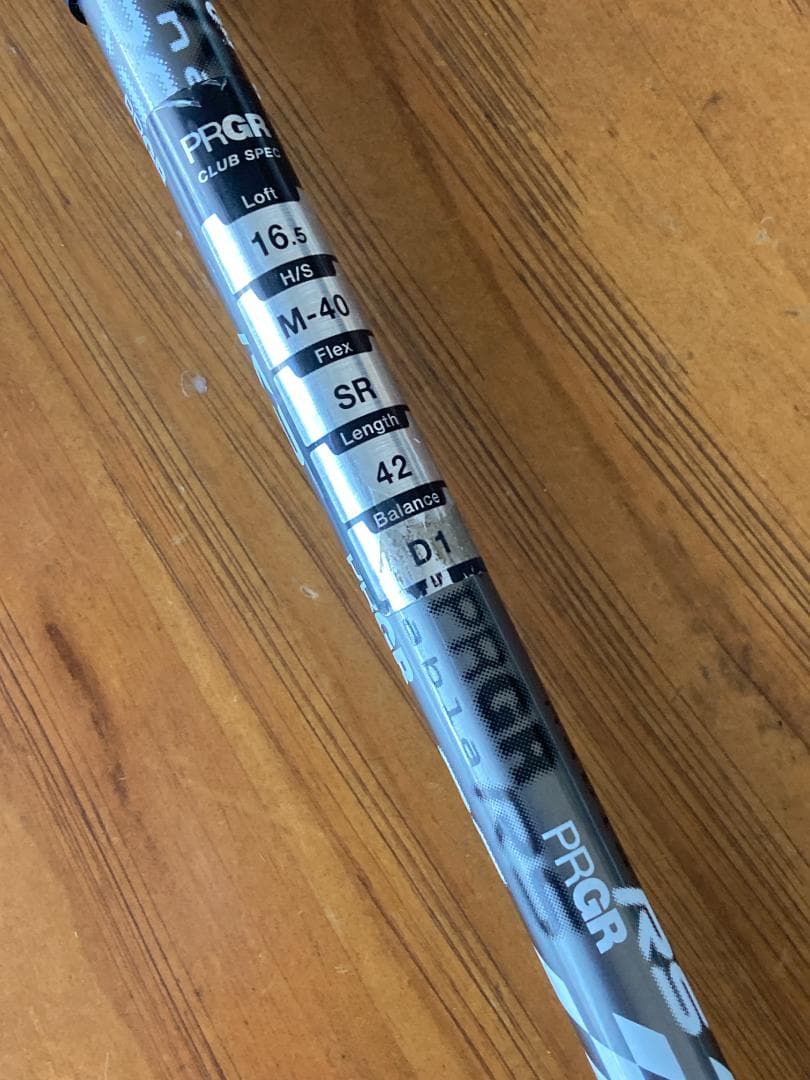 PRGR
CLUB SPEC
Loft
16.5
H/S
M-40
Flex
SR
Length
42
Balance
D1
PRGR
PRGR
RS